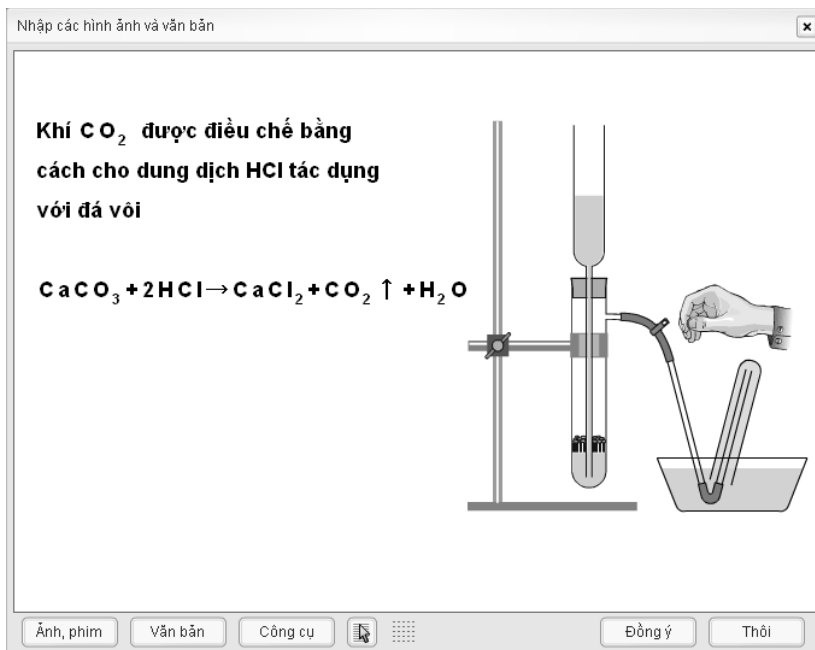 Nhập các hình ảnh và văn bản
Khí CO₂ được điều chế bằng
cách cho dung dịch HCl tác dụng
với đá vôi
CaCO₃ + 2HCl → CaCl₂ + CO₂ ↑ + H₂O
Ảnh, phim Văn bản Công cụ Đồng ý Thôi